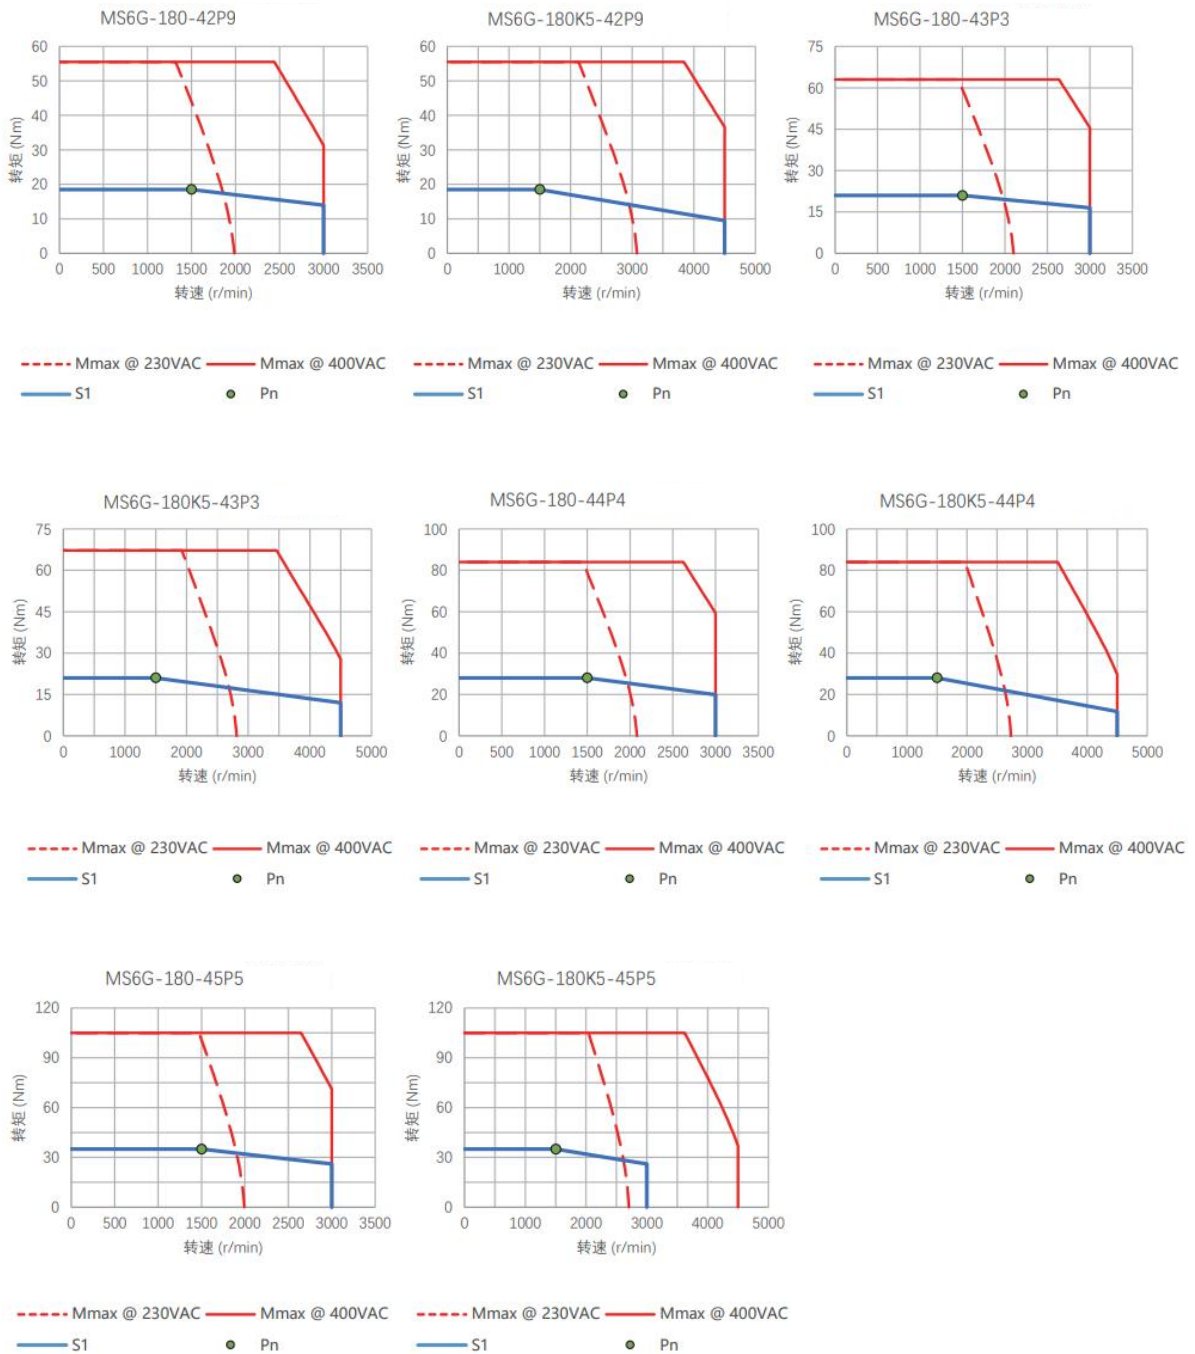 MS6G-180-42P9 MS6G-180K5-42P9 MS6G-180-43P3
60 60 75
50 50 60
40 40 45
30 30 30
20 20 15
10 10 0
0 0
转矩 (Nm) 转矩 (Nm) 转矩 (Nm)
0 500 1000 1500 2000 2500 3000 3500 0 1000 2000 3000 4000 5000 0 500 1000 1500 2000 2500 3000 3500
转速 (r/min) 转速 (r/min) 转速 (r/min)
Mmax @ 230VAC Mmax @ 400VAC Mmax @ 230VAC Mmax @ 400VAC Mmax @ 230VAC Mmax @ 400VAC
S1 Pn S1 Pn S1 Pn
MS6G-180K5-43P3 MS6G-180-44P4 MS6G-180K5-44P4
75 100 100
60 80 80
45 60 60
30 40 40
15 20 20
0 0 0
转矩 (Nm) 转矩 (Nm) 转矩 (Nm)
0 1000 2000 3000 4000 5000 0 500 1000 1500 2000 2500 3000 3500 0 1000 2000 3000 4000 5000
转速 (r/min) 转速 (r/min) 转速 (r/min)
Mmax @ 230VAC Mmax @ 400VAC Mmax @ 230VAC Mmax @ 400VAC Mmax @ 230VAC Mmax @ 400VAC
S1 Pn S1 Pn S1 Pn
MS6G-180-45P5 MS6G-180K5-45P5
120 120
90 90
60 60
30 30
0 0
转矩 (Nm) 转矩 (Nm)
0 500 1000 1500 2000 2500 3000 3500 0 1000 2000 3000 4000 5000
转速 (r/min) 转速 (r/min)
Mmax @ 230VAC Mmax @ 400VAC Mmax @ 230VAC Mmax @ 400VAC
S1 Pn S1 Pn